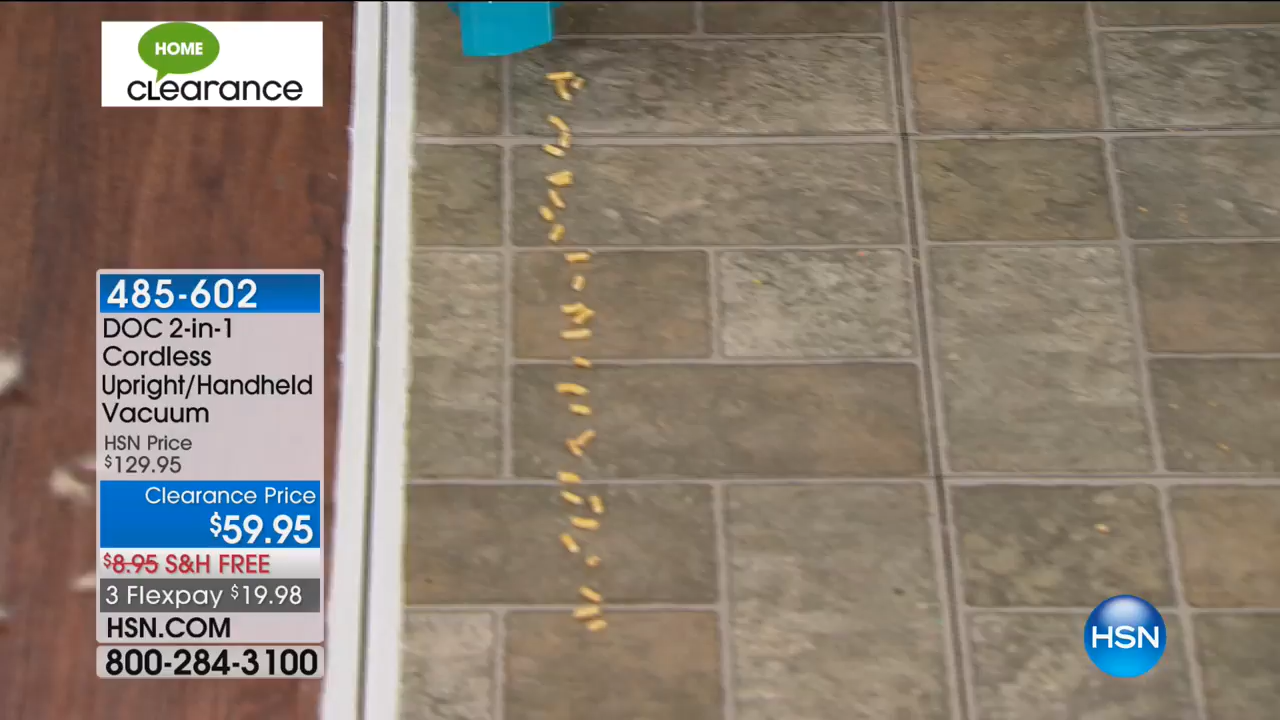 HOME
CLearance
485-602
DOC 2-in-1
Cordless
Upright/Handheld
Vacuum
HSN Price
$129.95
Clearance Price
$59.95
$8.95 S&H FREE
3 Flexpay $19.98
HSN.COM
800-284-3100
HSN